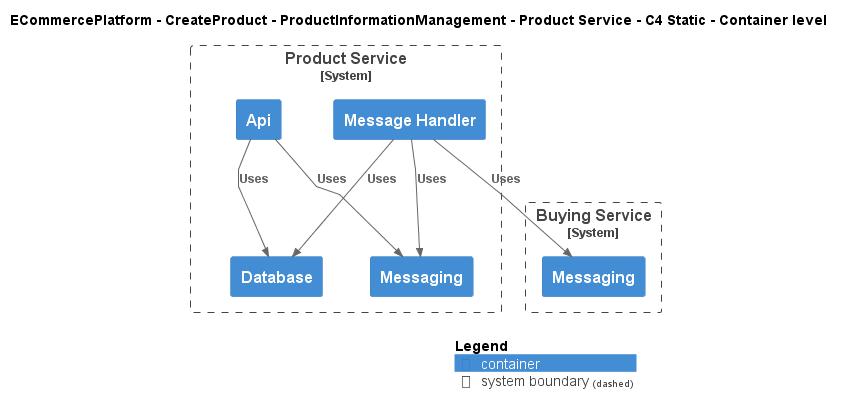 ECommercePlatform - CreateProduct - ProductInformationManagement - Product Service - C4 Static - Container level
Product Service
[System]
Api
Message Handler
Uses
Uses
Uses
Uses
Uses
Buying Service
[System]
Database
Messaging
Messaging
Legend
container
system boundary (dashed)